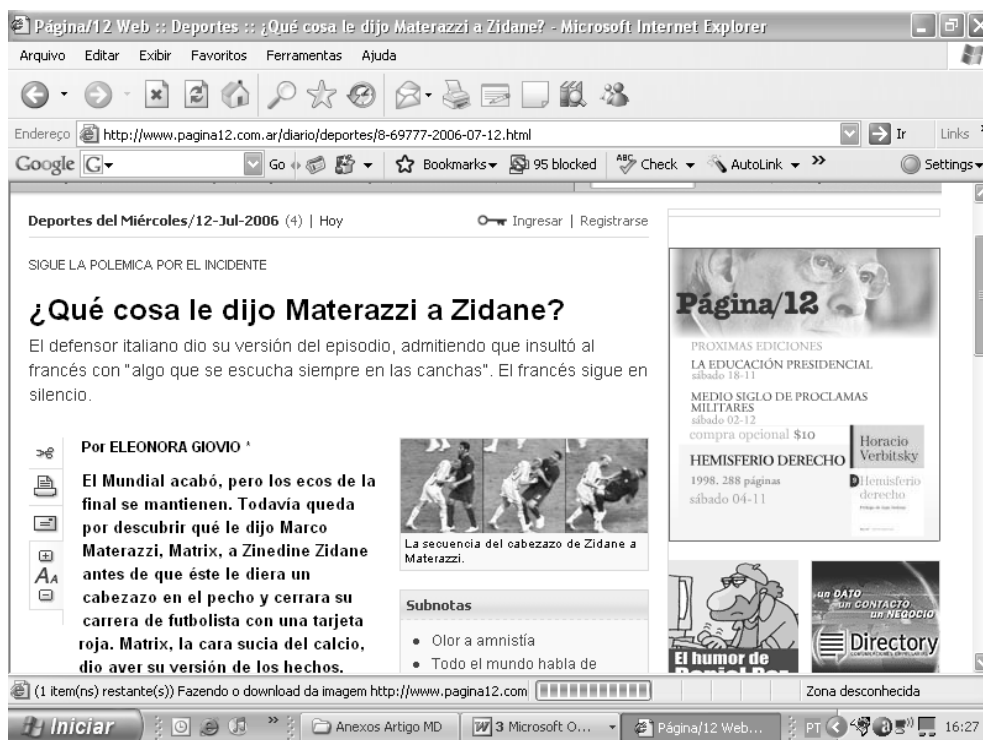 Página/12 Web :: Deportes :: ¿Qué cosa le dijo Materazzi a Zidane? - Microsoft Internet Explorer
Arquivo Editar Exibir Favoritos Ferramentas Ajuda
Endereço http://www.pagina12.com.ar/diario/deportes/8-69777-2006-07-12.html Ir Links
Google G Go Bookmarks 95 blocked ABC Check AutoLink Settings
Deportes del Miércoles/12-Jul-2006 (4) | Hoy
Ingresar | Registrarse
SIGUE LA POLEMICA POR EL INCIDENTE
¿Qué cosa le dijo Materazzi a Zidane?
El defensor italiano dio su versión del episodio, admitiendo que insultó al
francés con "algo que se escucha siempre en las canchas". El francés sigue en
silencio.
Por ELEONORA GIOVIO *
El Mundial acabó, pero los ecos de la
final se mantienen. Todavía queda
por descubrir qué le dijo Marco
Materazzi, Matrix, a Zinedine Zidane
antes de que éste le diera un
cabezazo en el pecho y cerrara su
carrera de futbolista con una tarjeta
roja. Matrix, la cara sucia del calcio,
dio aver su versión de los hechos.
AA
La secuencia del cabezazo de Zidane a
Materazzi.
Subnotas
Olor a amnistía
Todo el mundo habla de
Página/12
PROXIMAS EDICIONES
LA EDUCACIÓN PRESIDENCIAL
sábado 18-11
MEDIO SIGLO DE PROCLAMAS
MILITARES
sábado 02-12
compra opcional $10
HEMISFERIO DERECHO
1998. 288 páginas
sábado 04-11
Horacio
Verbitsky
Hemisferio
derecho
El humor de
un DATO
un CONTACTO
un NEGOCIO
Directory
(1 item(ns) restante(s)) Fazendo o download da imagem http://www.pagina12.com
Zona desconhecida
Iniciar Anexos Artigo MD 3 Microsoft O... Página/12 Web... PT 16:27